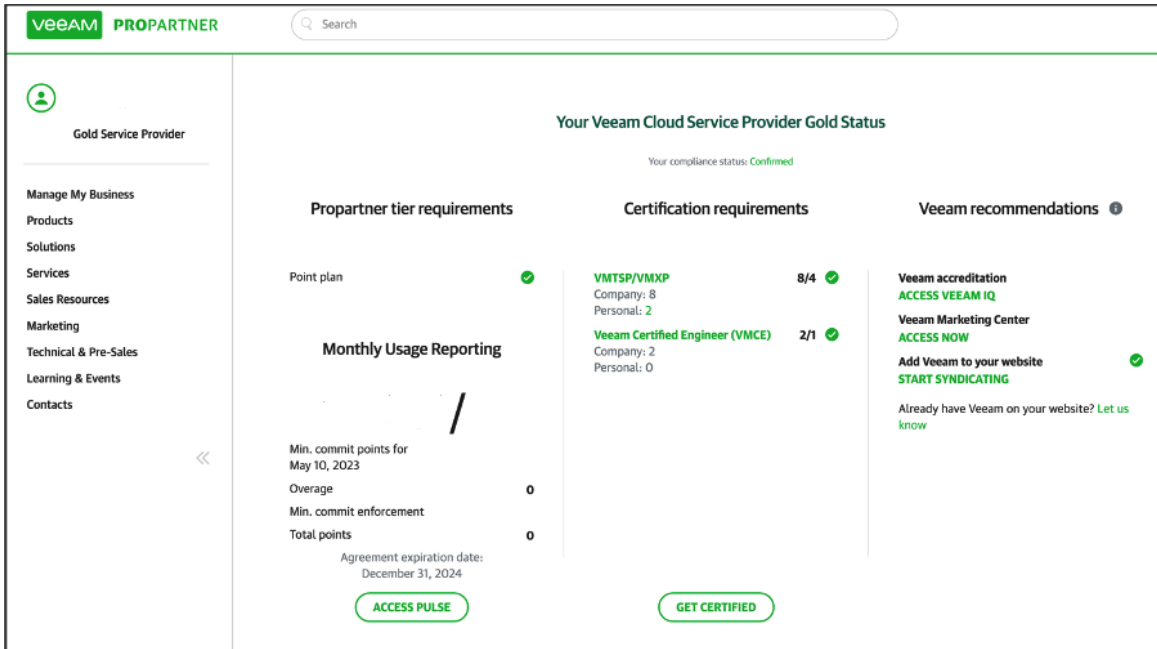 veeAM PROPARTNER
Search
Gold Service Provider
Manage My Business
Products
Solutions
Services
Sales Resources
Marketing
Technical & Pre-Sales
Learning & Events
Contacts
Your Veeam Cloud Service Provider Gold Status
Your compliance status: Confirmed
Propartner tier requirements
Point plan
Monthly Usage Reporting
/
Min. commit points for
May 10, 2023
Overage 0
Min. commit enforcement
Total points 0
Agreement expiration date:
December 31, 2024
ACCESS PULSE
Certification requirements
VMTSP/VMXP 8/4
Company: 8
Personal: 2
Veeam Certified Engineer (VMCE) 2/1
Company: 2
Personal: 0
GET CERTIFIED
Veeam recommendations
Veeam accreditation
ACCESS VEEAM IQ
Veeam Marketing Center
ACCESS NOW
Add Veeam to your website
START SYNDICATING
Already have Veeam on your website? Let us
know